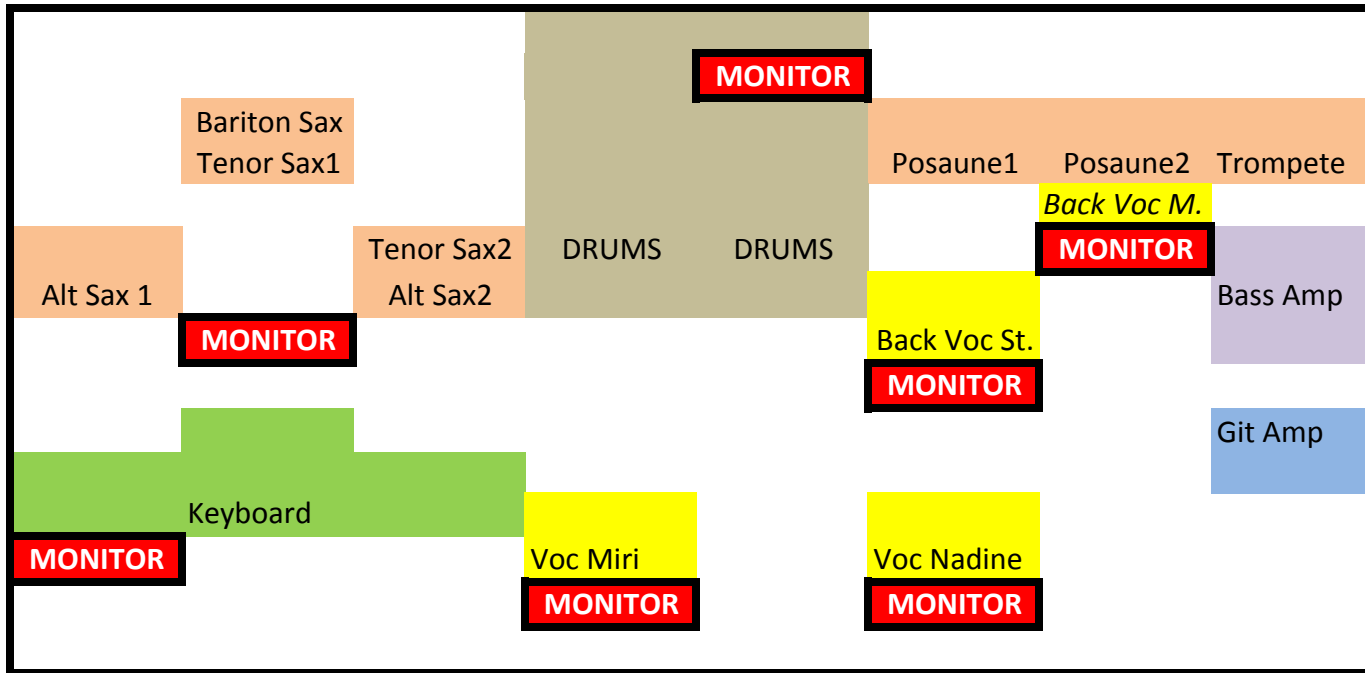 MONITOR
Bariton Sax
Tenor Sax1
Posaune1 Posaune2 Trompete
Back Voc M.
Tenor Sax2 DRUMS DRUMS MONITOR
Alt Sax 1 Alt Sax2 Bass Amp
MONITOR Back Voc St.
MONITOR
Git Amp
Keyboard
MONITOR Voc Miri Voc Nadine
MONITOR MONITOR